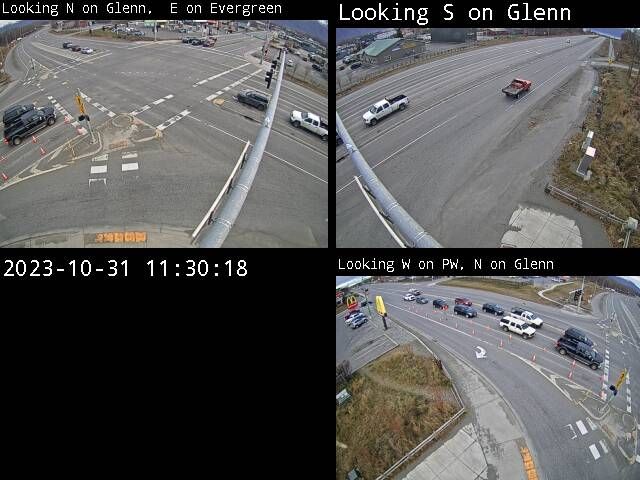 Looking N on Glenn,  E on Evergreen
Looking S on Glenn
2023-10-31 11:30:18
Looking W on PW, N on Glenn